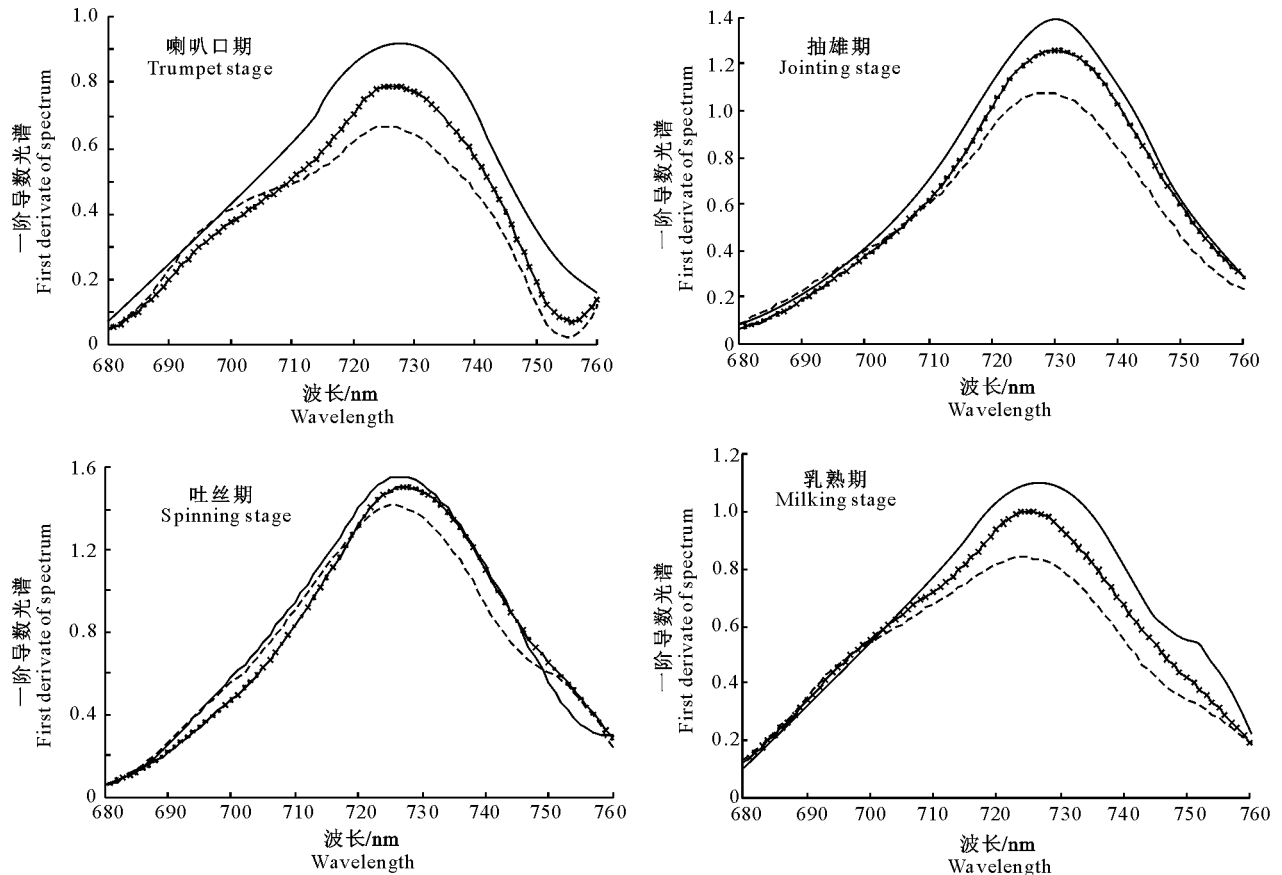 喇叭口期
Trumpet stage
一阶导数光谱
First derivate of spectrum
1.0
0.8
0.6
0.4
0.2
0
680 690 700 710 720 730 740 750 760
波长/nm
Wavelength
抽雄期
Jointing stage
一阶导数光谱
First derivate of spectrum
1.4
1.2
1.0
0.8
0.6
0.4
0.2
0
680 690 700 710 720 730 740 750 760
波长/nm
Wavelength
吐丝期
Spinning stage
一阶导数光谱
First derivate of spectrum
1.6
1.2
0.8
0.4
0
680 690 700 710 720 730 740 750 760
波长/nm
Wavelength
乳熟期
Milking stage
一阶导数光谱
First derivate of spectrum
1.2
1.0
0.8
0.6
0.4
0.2
0
680 690 700 710 720 730 740 750 760
波长/nm
Wavelength